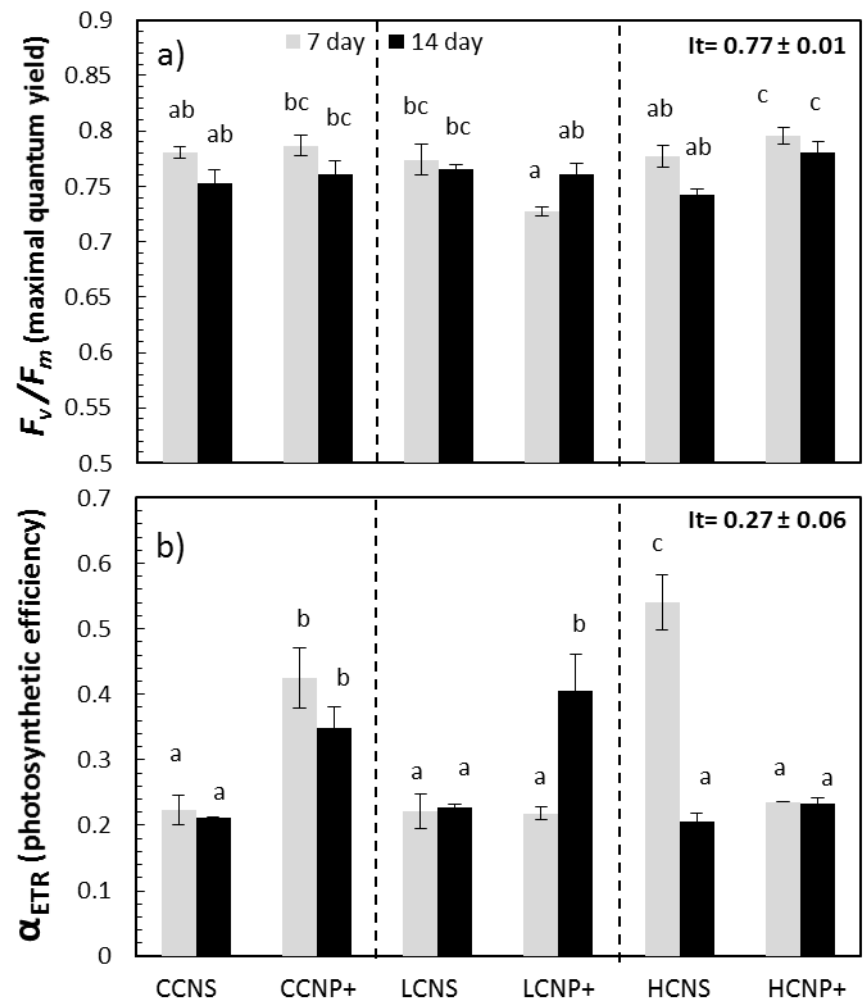 0.9
a)
7 day
14 day
It= 0.77 ± 0.01
0.85
0.8
0.75
0.7
0.65
0.6
0.55
0.5
ab
ab
bc
bc
bc
bc
a
ab
ab
ab
c
c
Fv/Fm (maximal quantum yield)
0.7
b)
It= 0.27 ± 0.06
0.6
0.5
0.4
0.3
0.2
0.1
0
a
a
b
b
a
a
a
b
c
a
a
a
αETR (photosynthetic efficiency)
CCNS CCNP+ LCNS LCNP+ HCNS HCNP+